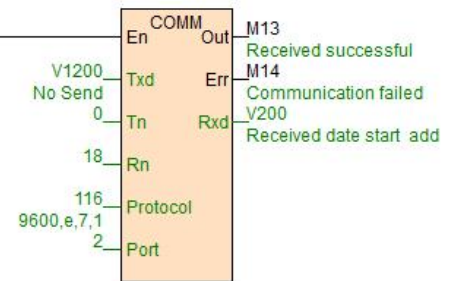 COMM
En Out M13
Received successful
V1200 Txd Err M14
No Send Communication failed
0 Tn Rxd V200
Received date start add
18 Rn
116 Protocol
9600,e,7,1
2 Port